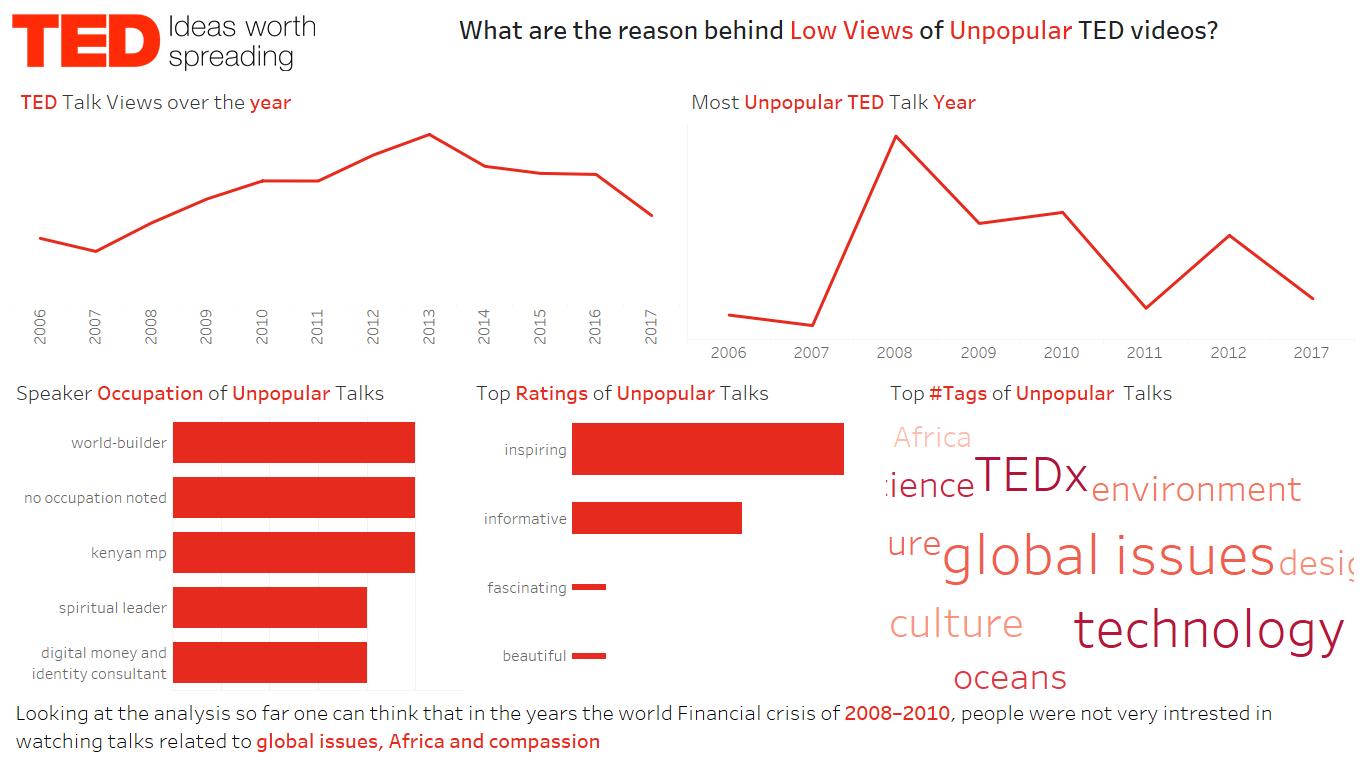 TED Ideas worth
spreading
What are the reason behind Low Views of Unpopular TED videos?
TED Talk Views over the year
2006 2007 2008 2009 2010 2011 2012 2013 2014 2015 2016 2017
Most Unpopular TED Talk Year
2006 2007 2008 2009 2010 2011 2012 2017
Speaker Occupation of Unpopular Talks
world-builder
no occupation noted
kenyan mp
spiritual leader
digital money and
identity consultant
Top Ratings of Unpopular Talks
inspiring
informative
fascinating
beautiful
Top #Tags of Unpopular Talks
Africa
ience TEDx environment
ure global issues desig
culture technology
oceans
Looking at the analysis so far one can think that in the years the world Financial crisis of 2008–2010, people were not very intrested in
watching talks related to global issues, Africa and compassion